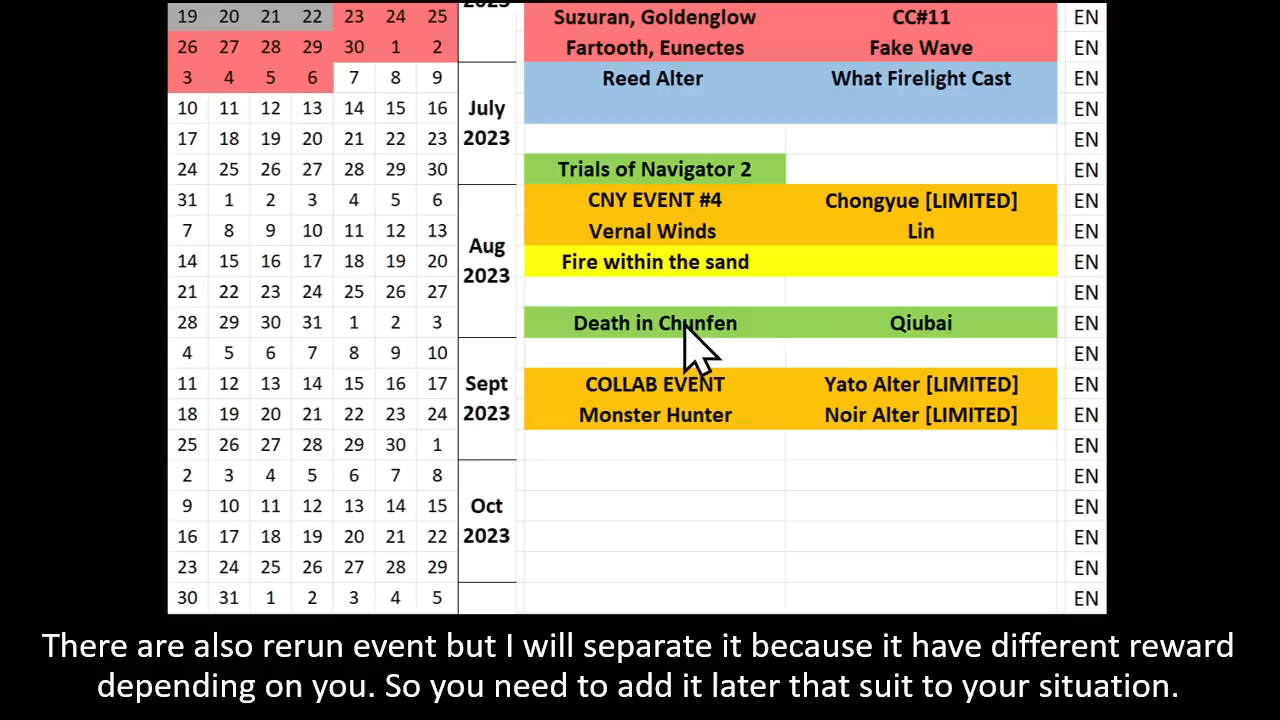 2023
19 20 21 22 23 24 25 Suzuran, Goldenglow CC#11 EN
26 27 28 29 30 1 2 Fartooth, Eunectes Fake Wave EN
3 4 5 6 7 8 9 Reed Alter What Firelight Cast EN
10 11 12 13 14 15 16 July EN
17 18 19 20 21 22 23 2023 EN
24 25 26 27 28 29 30 Trials of Navigator 2 EN
31 1 2 3 4 5 6 CNY EVENT #4 Chongyue [LIMITED] EN
7 8 9 10 11 12 13 Aug Vernal Winds Lin EN
14 15 16 17 18 19 20 2023 Fire within the sand EN
21 22 23 24 25 26 27 EN
28 29 30 31 1 2 3 Death in Chunfen Qiubai EN
4 5 6 7 8 9 10 EN
11 12 13 14 15 16 17 Sept COLLAB EVENT Yato Alter [LIMITED] EN
18 19 20 21 22 23 24 2023 Monster Hunter Noir Alter [LIMITED] EN
25 26 27 28 29 30 1 EN
2 3 4 5 6 7 8 EN
9 10 11 12 13 14 15 Oct EN
16 17 18 19 20 21 22 2023 EN
23 24 25 26 27 28 29 EN
30 31 1 2 3 4 5 EN
There are also rerun event but I will separate it because it have different reward
depending on you. So you need to add it later that suit to your situation.